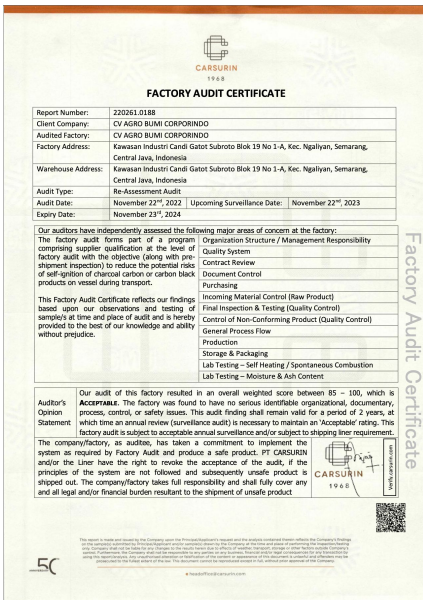 CARSURIN
1968
FACTORY AUDIT CERTIFICATE
Report Number: 220261.0188
Client Company: CV AGRO BUMI CORPORINDO
Audited Factory: CV AGRO BUMI CORPORINDO
Factory Address: Kawasan Industri Candi Gatot Subroto Blok 19 No 1-A, Kec. Ngaliyan, Semarang,
Central Java, Indonesia
Warehouse Address: Kawasan Industri Candi Gatot Subroto Blok 19 No 1-A, Kec. Ngaliyan, Semarang,
Central Java, Indonesia
Audit Type: Re-Assessment Audit
Audit Date: November 22nd, 2022 Upcoming Surveillance Date: November 22nd, 2023
Expiry Date: November 23rd, 2024
Our auditors have independently assessed the following major areas of concern at the factory:
The factory audit forms part of a program
comprising supplier qualification at the level of
factory audit with the objective (along with pre-
shipment inspection) to reduce the potential risks
of self-ignition of charcoal carbon or carbon black
products on vessel during transport.
This Factory Audit Certificate reflects our findings
based upon our observations and testing of
sample/s at time and place of audit and is hereby
provided to the best of our knowledge and ability
without prejudice.
Organization Structure / Management Responsibility
Quality System
Contract Review
Document Control
Purchasing
Incoming Material Control (Raw Product)
Final Inspection & Testing (Quality Control)
Control of Non-Conforming Product (Quality Control)
General Process Flow
Production
Storage & Packaging
Lab Testing – Self Heating / Spontaneous Combustion
Lab Testing – Moisture & Ash Content
Auditor's
Opinion
Statement
Our audit of this factory resulted in an overall weighted score between 85 – 100, which is
ACCEPTABLE. The factory was found to have no serious identifiable organizational, documentary,
process, control, or safety issues. This audit finding shall remain valid for a period of 2 years, at
which time an annual review (surveillance audit) is necessary to maintain an 'Acceptable' rating. This
factory audit is subject to acceptable annual surveillance and/or subject to shipping liner requirement.
The company/factory, as auditee, has taken a commitment to implement the
system as required by Factory Audit and produce a safe product. PT CARSURIN
and/or the Liner have the right to revoke the acceptance of the audit, if the
principles of the system are not followed and subsequently unsafe product is
shipped out. The company/factory takes full responsibility and shall fully cover any
and all legal and/or financial burden resultant to the shipment of unsafe product
CARSURIN
1968
Verify.carsurin.com
Factory Audit Certificate
headoffice@carsurin.com